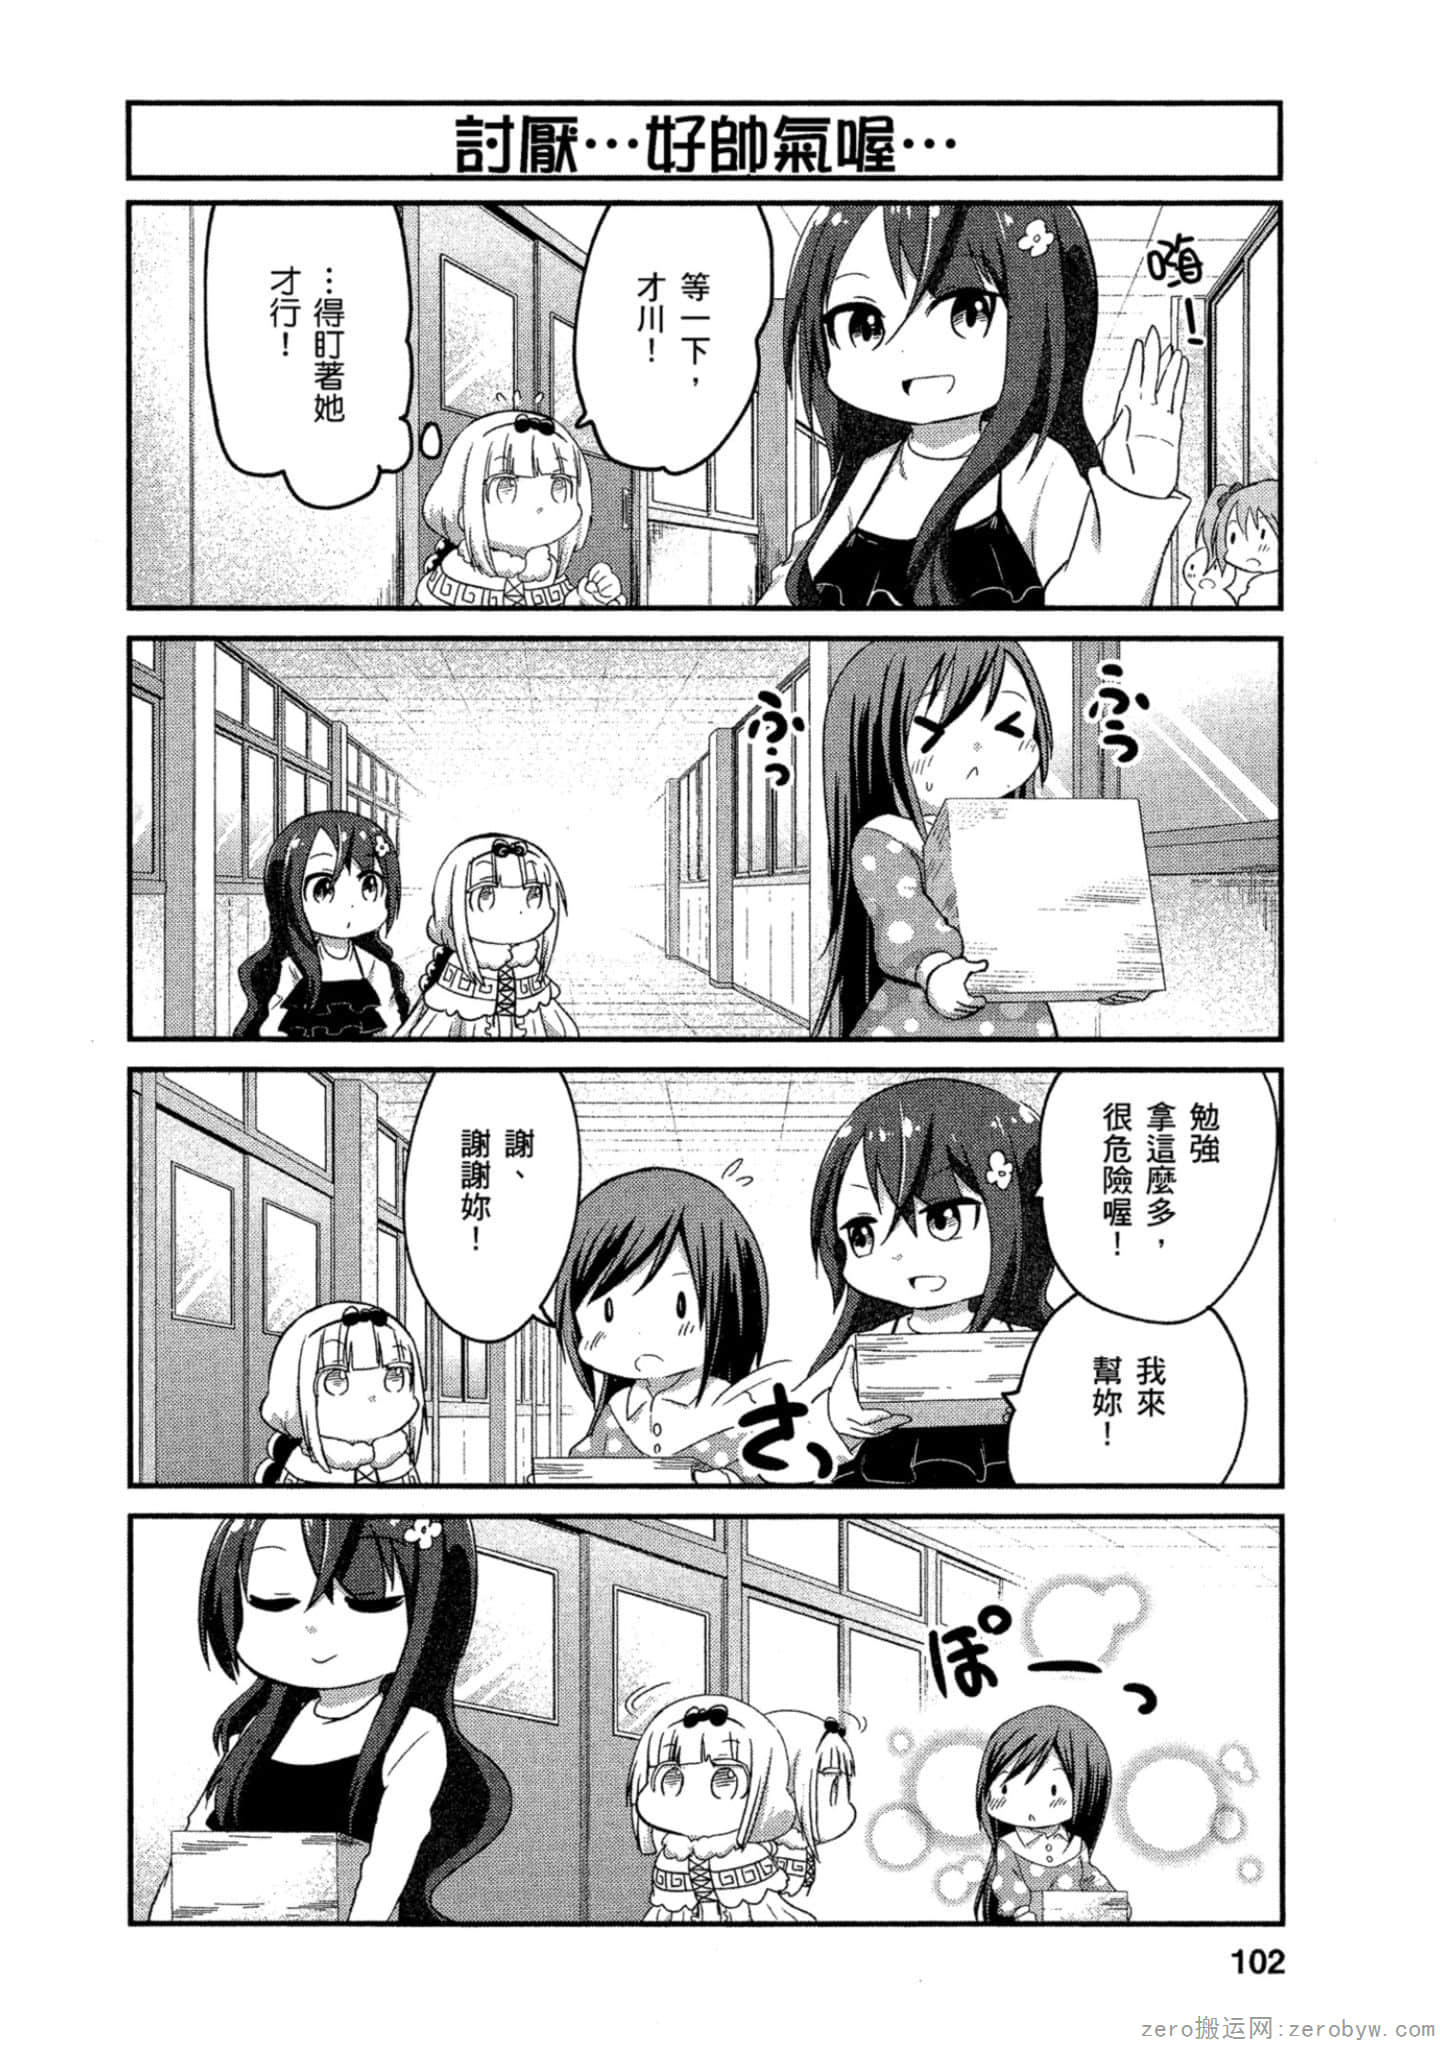 討厭…好帥氣喔…
嗨！
等一下，
才川！
…得盯著她
才行！
ふぅっ
ふぅっ
勉強
拿這麼多，
很危險喔！
我來
幫妳！
謝、
謝謝妳！
さっ
ぽーっ
102
zero搬运网:zerobyw.com